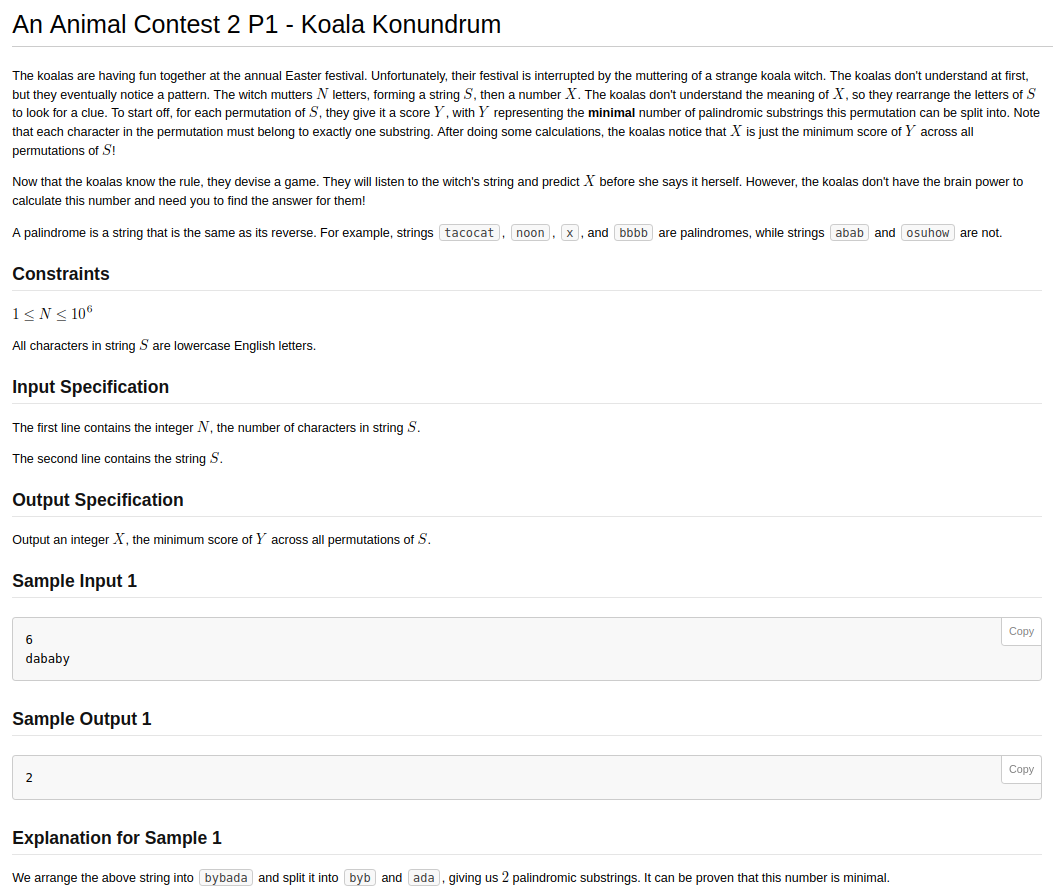 An Animal Contest 2 P1 - Koala Konundrum
The koalas are having fun together at the annual Easter festival. Unfortunately, their festival is interrupted by the muttering of a strange koala witch. The koalas don't understand at first,
but they eventually notice a pattern. The witch mutters N letters, forming a string S, then a number X. The koalas don't understand the meaning of X, so they rearrange the letters of S
to look for a clue. To start off, for each permutation of S, they give it a score Y, with Y representing the minimal number of palindromic substrings this permutation can be split into. Note
that each character in the permutation must belong to exactly one substring. After doing some calculations, the koalas notice that X is just the minimum score of Y across all
permutations of S!
Now that the koalas know the rule, they devise a game. They will listen to the witch's string and predict X before she says it herself. However, the koalas don't have the brain power to
calculate this number and need you to find the answer for them!
A palindrome is a string that is the same as its reverse. For example, strings tacocat, noon, x, and bbbb are palindromes, while strings abab and osuhow are not.
Constraints
1 ≤ N ≤ 10⁶
All characters in string S are lowercase English letters.
Input Specification
The first line contains the integer N, the number of characters in string S.
The second line contains the string S.
Output Specification
Output an integer X, the minimum score of Y across all permutations of S.
Sample Input 1
Copy
6
dababy
Sample Output 1
Copy
2
Explanation for Sample 1
We arrange the above string into bybada and split it into byb and ada, giving us 2 palindromic substrings. It can be proven that this number is minimal.